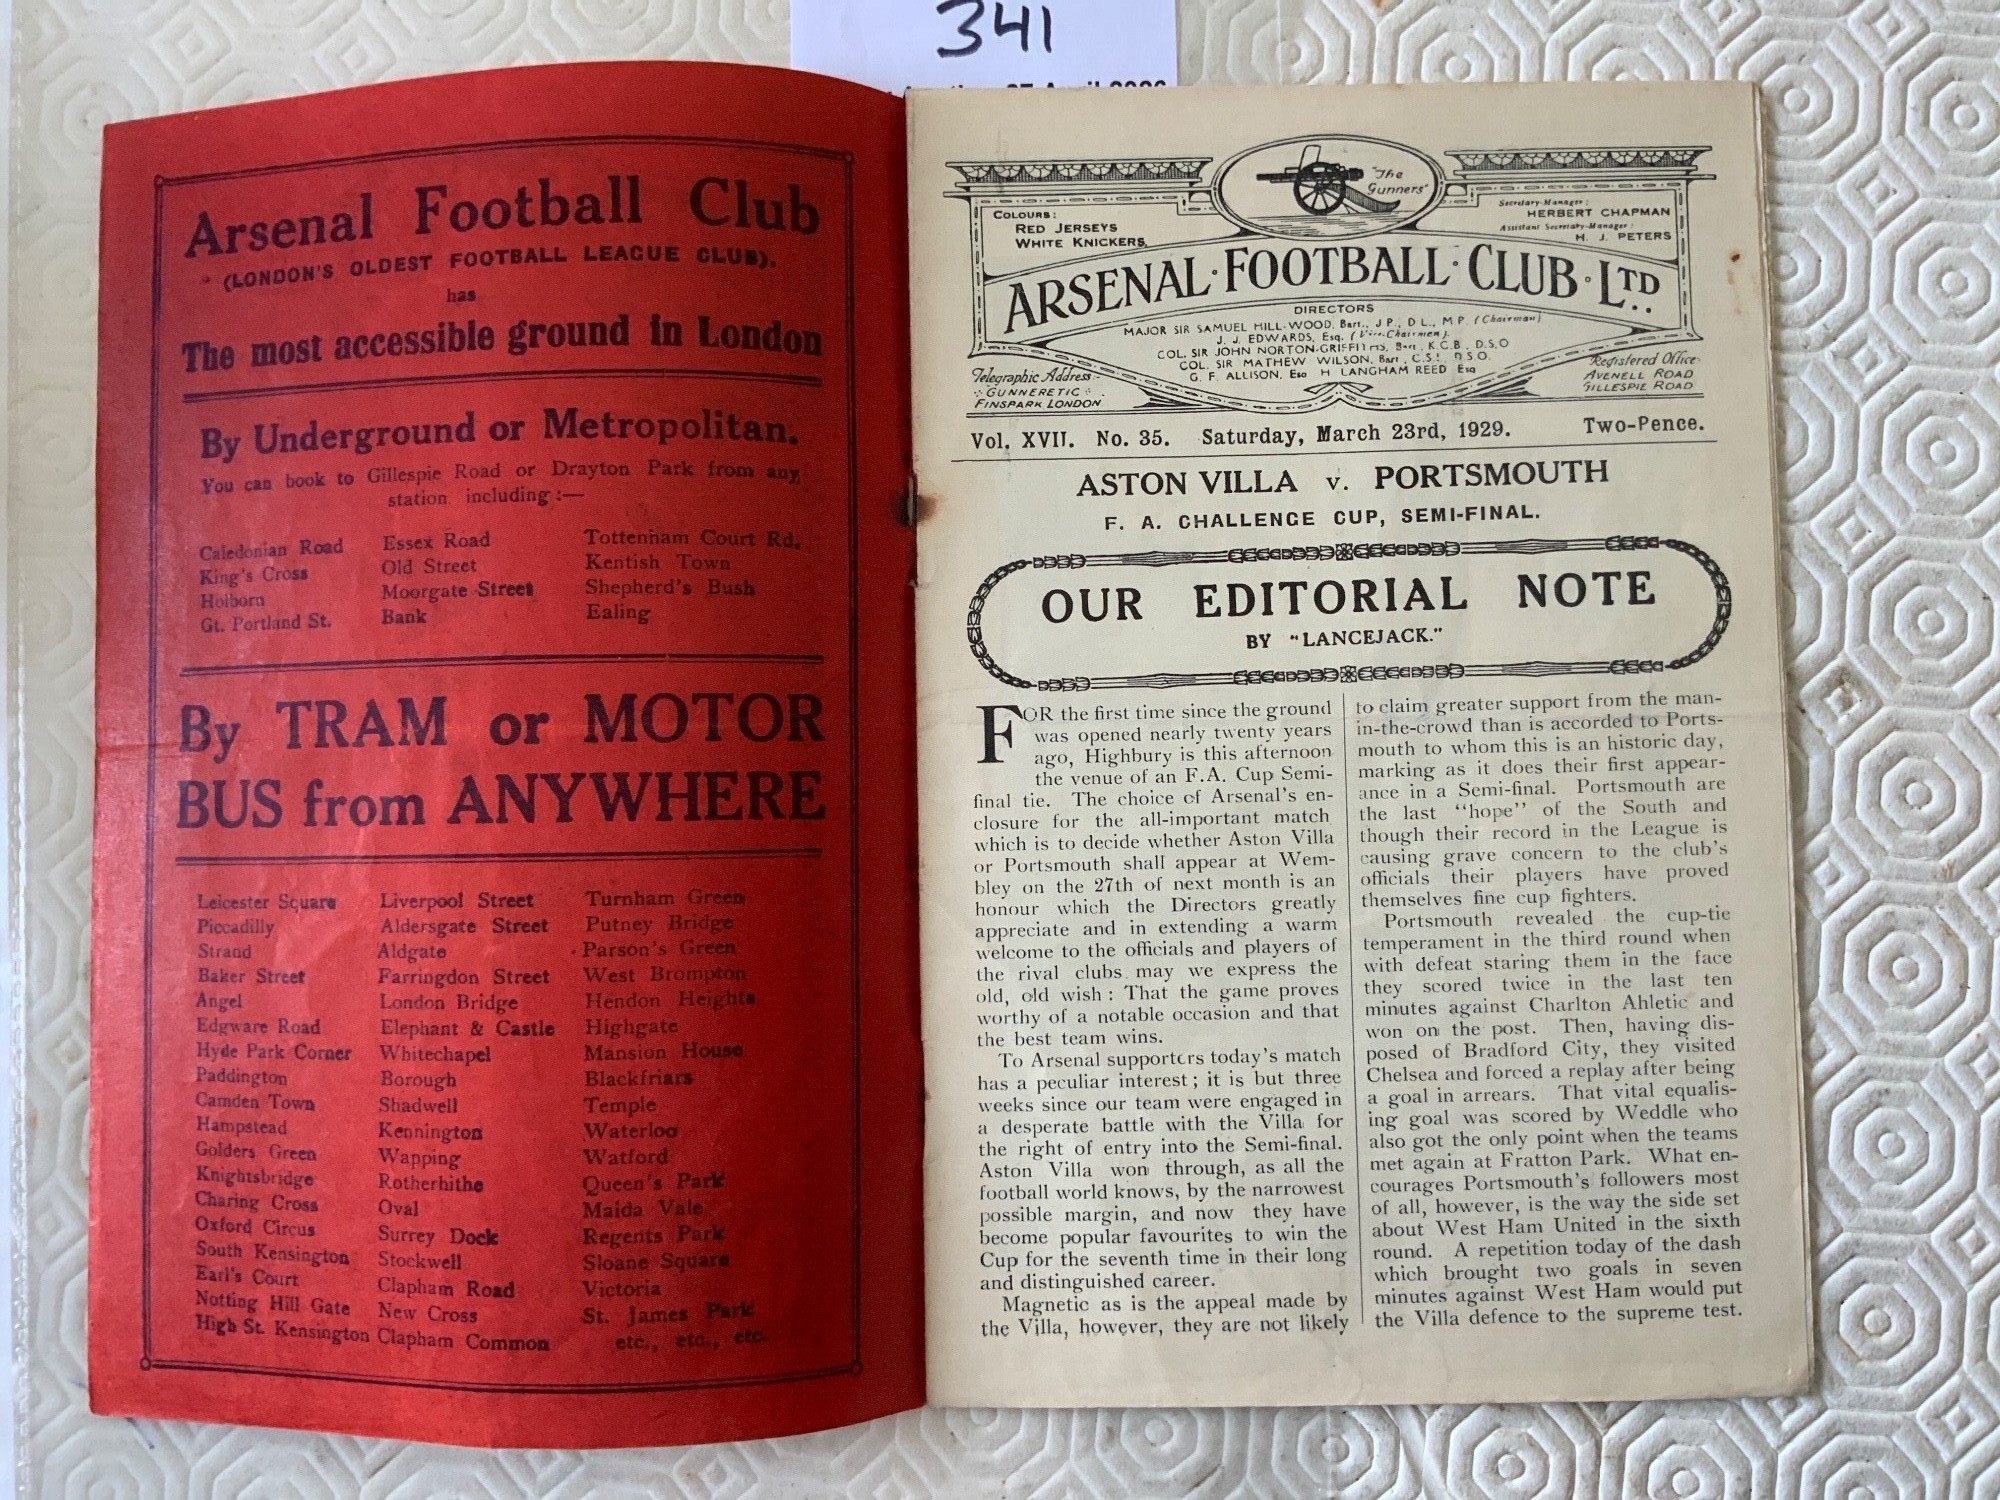 341
Arsenal Football Club
(LONDON'S OLDEST FOOTBALL LEAGUE CLUB).
has
The most accessible ground in London
By Underground or Metropolitan.
You can book to Gillespie Road or Drayton Park from any
station including:—
Caledonian Road
King's Cross
Holborn
Gt. Portland St.
Essex Road
Old Street
Moorgate Street
Bank
Tottenham Court Rd.
Kentish Town
Shepherd's Bush
Ealing
By TRAM or MOTOR
BUS from ANYWHERE
Leicester Square
Piccadilly
Strand
Baker Street
Angel
Edgware Road
Hyde Park Corner
Paddington
Camden Town
Hampstead
Golders Green
Knightsbridge
Charing Cross
Oxford Circus
South Kensington
Earl's Court
Notting Hill Gate
High St. Kensington
Liverpool Street
Aldersgate Street
Aldgate
Farringdon Street
London Bridge
Elephant & Castle
Whitechapel
Borough
Shadwell
Kennington
Wapping
Rotherhithe
Oval
Surrey Dock
Stockwell
Clapham Road
New Cross
Clapham Common
Turnham Green
Putney Bridge
Parson's Green
West Brompton
Hendon Heights
Highgate
Mansion House
Blackfriars
Temple
Waterloo
Watford
Queen's Park
Maida Vale
Regents Park
Sloane Square
Victoria
St. James Park
etc., etc., etc.
"The
Gunners"
COLOURS:
RED JERSEYS
WHITE KNICKERS
Secretary-Manager:
HERBERT CHAPMAN
Assistant Secretary-Manager:
H. J. PETERS
ARSENAL·FOOTBALL·CLUB·LTD
DIRECTORS
MAJOR SIR SAMUEL HILL-WOOD, Bart., J.P., D.L., M.P. (Chairman)
J. J. EDWARDS, Esq. (Vice-Chairman).
COL. SIR JOHN NORTON-GRIFFITHS, Bart, K.C.B, D.S.O
COL. SIR MATHEW WILSON, Bart, C.S.I, D.S.O.
G. F. ALLISON, Esq H LANGHAM REED Esq
Telegraphic Address:-
GUNNERETIC
FINSPARK LONDON
Registered Office
AVENELL ROAD
GILLESPIE ROAD
Vol. XVII. No. 35. Saturday, March 23rd, 1929. Two-Pence.
ASTON VILLA v. PORTSMOUTH
F. A. CHALLENGE CUP, SEMI-FINAL.
OUR EDITORIAL NOTE
BY "LANCEJACK."
FOR the first time since the ground
was opened nearly twenty years
ago, Highbury is this afternoon
the venue of an F.A. Cup Semi-
final tie. The choice of Arsenal's en-
closure for the all-important match
which is to decide whether Aston Villa
or Portsmouth shall appear at Wem-
bley on the 27th of next month is an
honour which the Directors greatly
appreciate and in extending a warm
welcome to the officials and players of
the rival clubs may we express the
old, old wish: That the game proves
worthy of a notable occasion and that
the best team wins.
To Arsenal supporters today's match
has a peculiar interest; it is but three
weeks since our team were engaged in
a desperate battle with the Villa for
the right of entry into the Semi-final.
Aston Villa won through, as all the
football world knows, by the narrowest
possible margin, and now they have
become popular favourites to win the
Cup for the seventh time in their long
and distinguished career.
Magnetic as is the appeal made by
the Villa, however, they are not likely
to claim greater support from the man-
in-the-crowd than is accorded to Ports-
mouth to whom this is an historic day,
marking as it does their first appear-
ance in a Semi-final. Portsmouth are
the last "hope" of the South and
though their record in the League is
causing grave concern to the club's
officials their players have proved
themselves fine cup fighters.
Portsmouth revealed the cup-tie
temperament in the third round when
with defeat staring them in the face
they scored twice in the last ten
minutes against Charlton Ahletic and
won on the post. Then, having dis-
posed of Bradford City, they visited
Chelsea and forced a replay after being
a goal in arrears. That vital equalis-
ing goal was scored by Weddle who
also got the only point when the teams
met again at Fratton Park. What en-
courages Portsmouth's followers most
of all, however, is the way the side set
about West Ham United in the sixth
round. A repetition today of the dash
which brought two goals in seven
minutes against West Ham would put
the Villa defence to the supreme test.